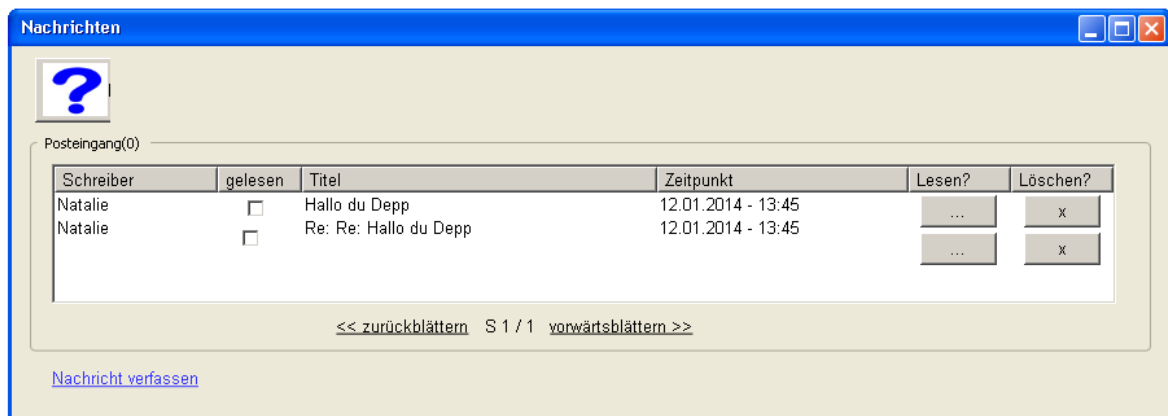 Nachrichten
?
Posteingang(0)
Schreiber gelesen Titel Zeitpunkt Lesen? Löschen?
Natalie Hallo du Depp 12.01.2014 - 13:45 ... x
Natalie Re: Re: Hallo du Depp 12.01.2014 - 13:45 ... x
<< zurückblättern S 1 / 1 vorwärtsblättern >>
Nachricht verfassen